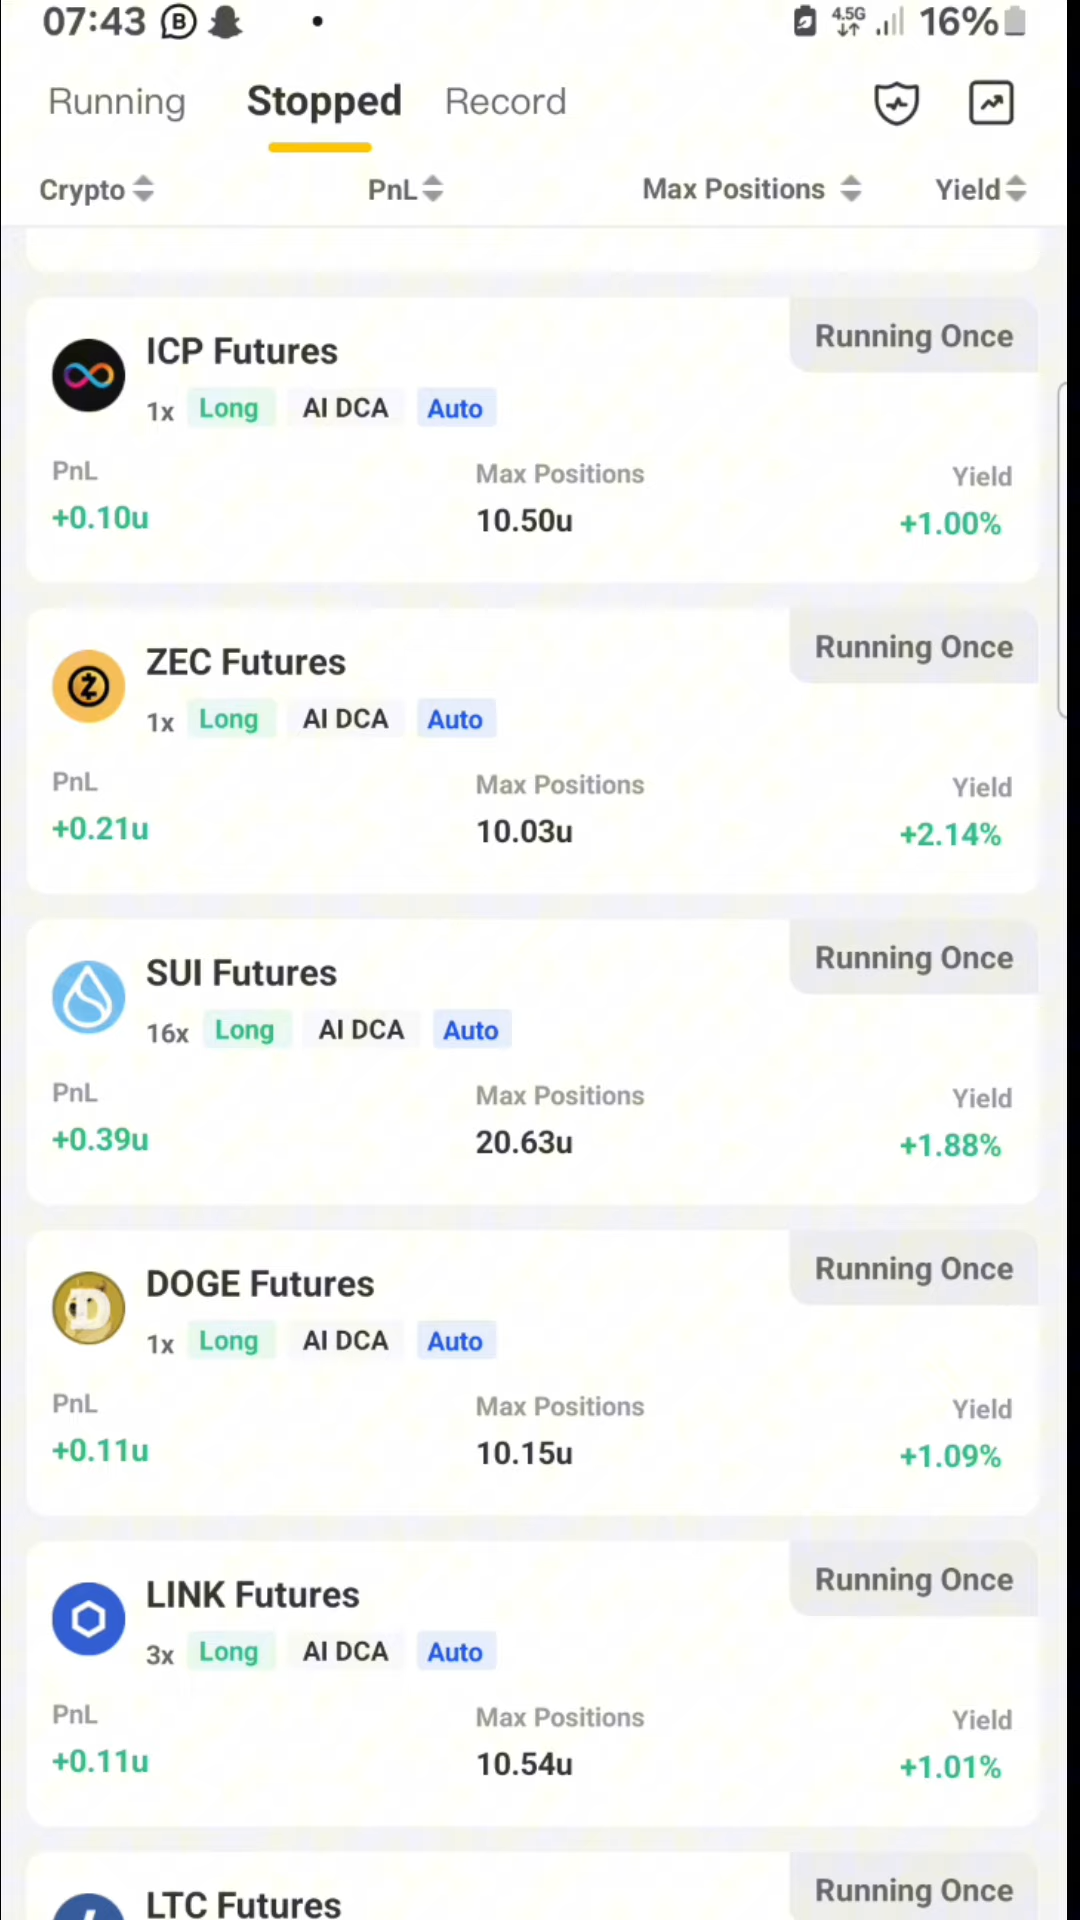 07:43 B 4.5G 16%
Running Stopped Record
Crypto PnL Max Positions Yield
ICP Futures Running Once
1x Long AI DCA Auto
PnL Max Positions Yield
+0.10u 10.50u +1.00%
ZEC Futures Running Once
1x Long AI DCA Auto
PnL Max Positions Yield
+0.21u 10.03u +2.14%
SUI Futures Running Once
16x Long AI DCA Auto
PnL Max Positions Yield
+0.39u 20.63u +1.88%
DOGE Futures Running Once
1x Long AI DCA Auto
PnL Max Positions Yield
+0.11u 10.15u +1.09%
LINK Futures Running Once
3x Long AI DCA Auto
PnL Max Positions Yield
+0.11u 10.54u +1.01%
LTC Futures Running Once